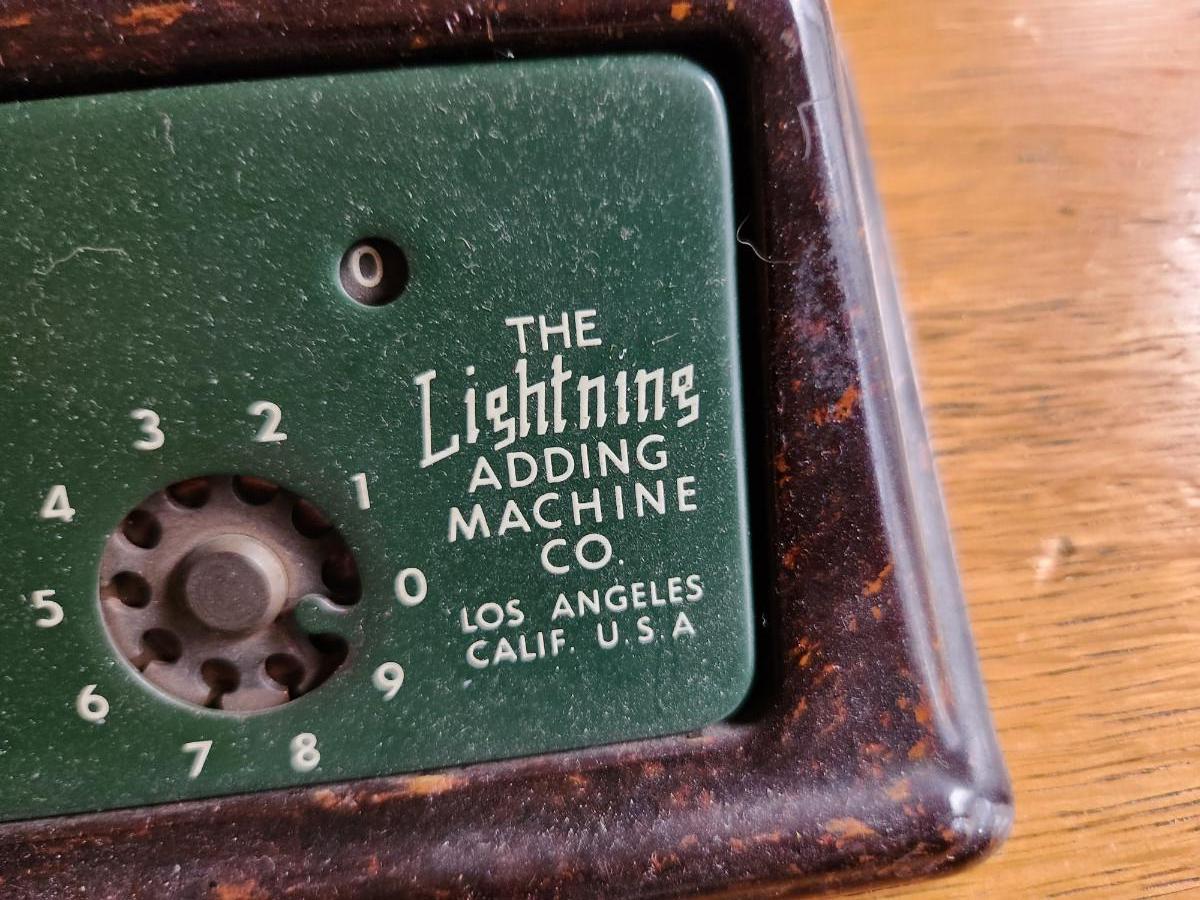 0
THE
Lightning
ADDING
MACHINE
CO.
LOS ANGELES
CALIF. U.S.A
3 2
4 1
5 0
6 9
7 8